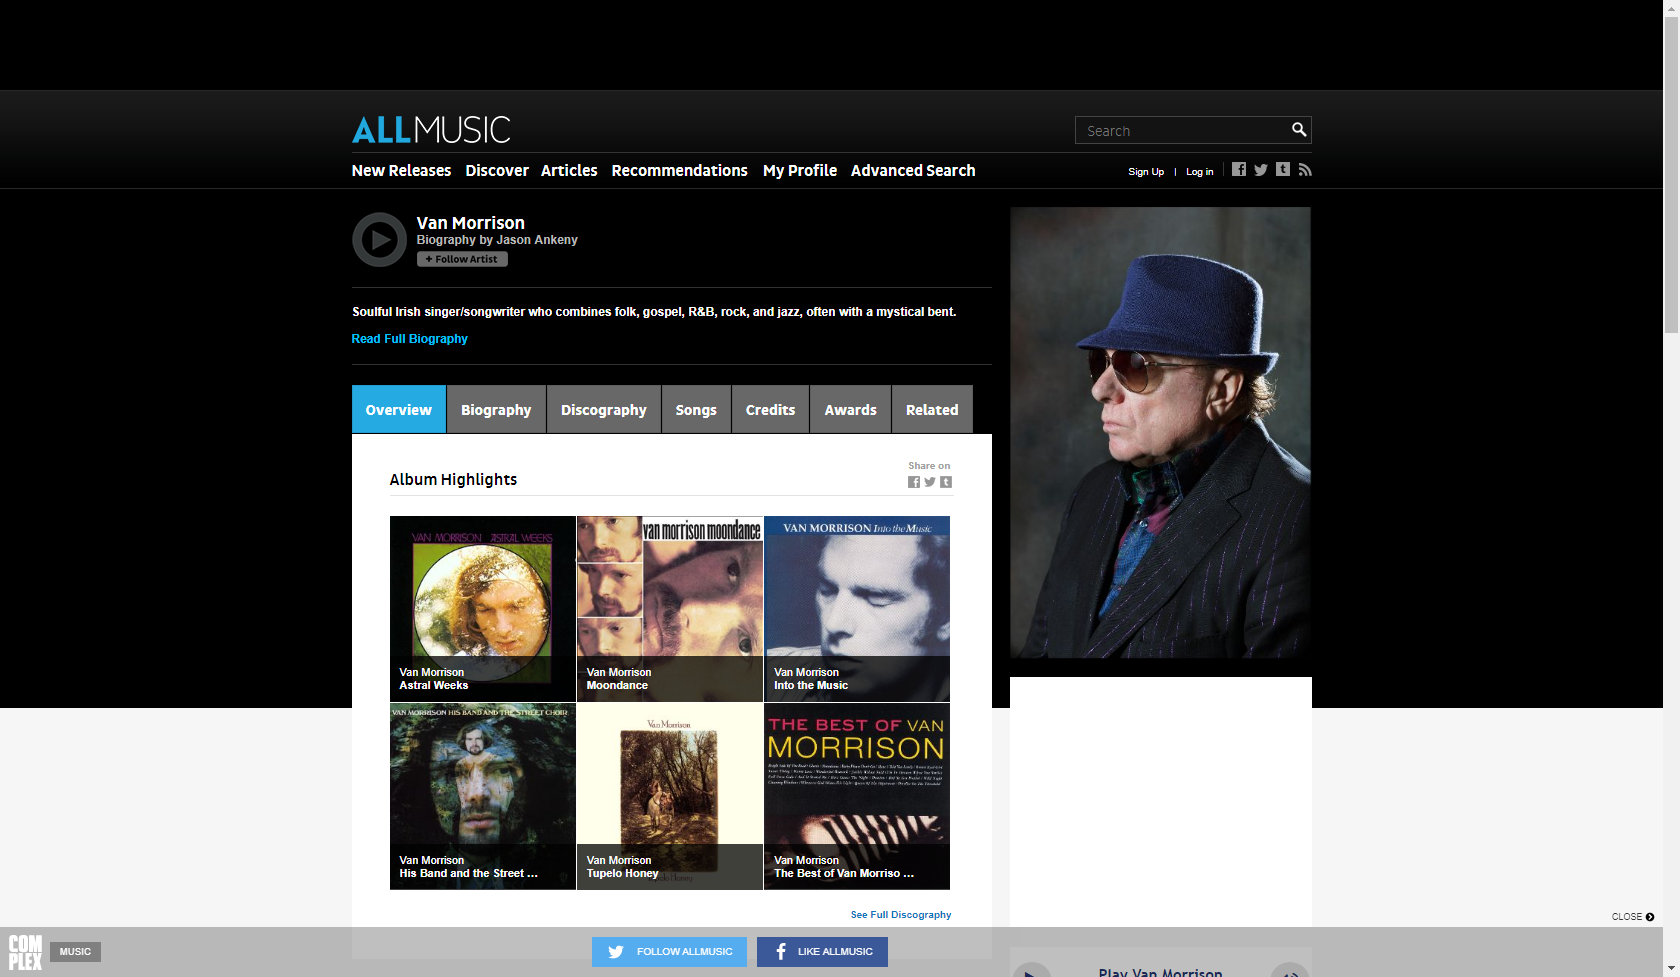 ALLMUSIC
Search
New Releases Discover Articles Recommendations My Profile Advanced Search
Sign Up | Log in
Van Morrison
Biography by Jason Ankeny
+ Follow Artist
Soulful Irish singer/songwriter who combines folk, gospel, R&B, rock, and jazz, often with a mystical bent.
Read Full Biography
Overview Biography Discography Songs Credits Awards Related
Share on
Album Highlights
VAN MORRISON ASTRAL WEEKS
Van Morrison
Astral Weeks
van morrison moondance
Van Morrison
Moondance
VAN MORRISON Into the Music
Van Morrison
Into the Music
VAN MORRISON HIS BAND AND THE STREET CHOIR
Van Morrison
His Band and the Street ...
Van Morrison
Van Morrison
Tupelo Honey
Tupelo Honey
THE BEST OF VAN
MORRISON
Van Morrison
The Best of Van Morriso ...
See Full Discography
CLOSE
COM
PLEX
MUSIC
FOLLOW ALLMUSIC
LIKE ALLMUSIC
Play Van Morrison